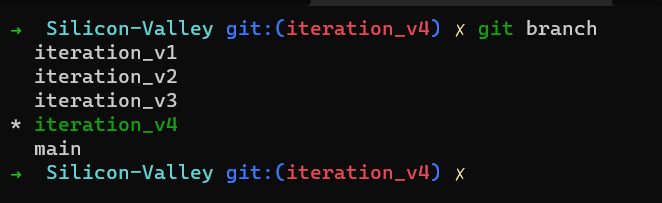 → Silicon-Valley git:(iteration_v4) ✗ git branch
iteration_v1
iteration_v2
iteration_v3
* iteration_v4
main
→ Silicon-Valley git:(iteration_v4) ✗